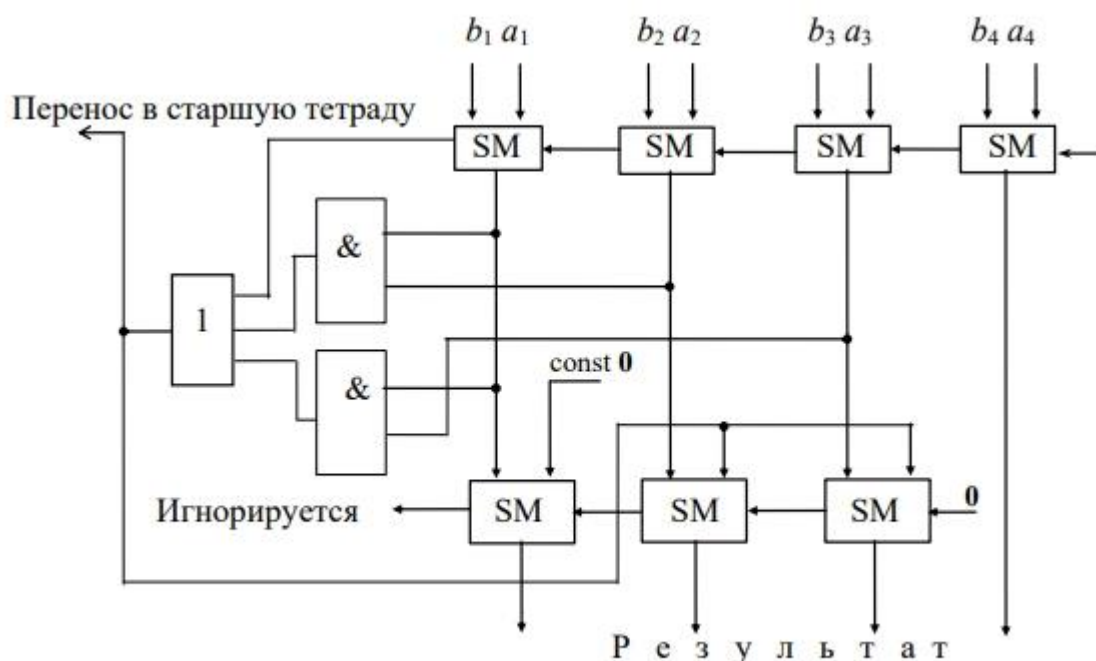 b₁ a₁ b₂ a₂ b₃ a₃ b₄ a₄
Перенос в старшую тетраду
SM SM SM SM
&
1
&
const 0
Игнорируется SM SM SM 0
Р е з у л ь т а т